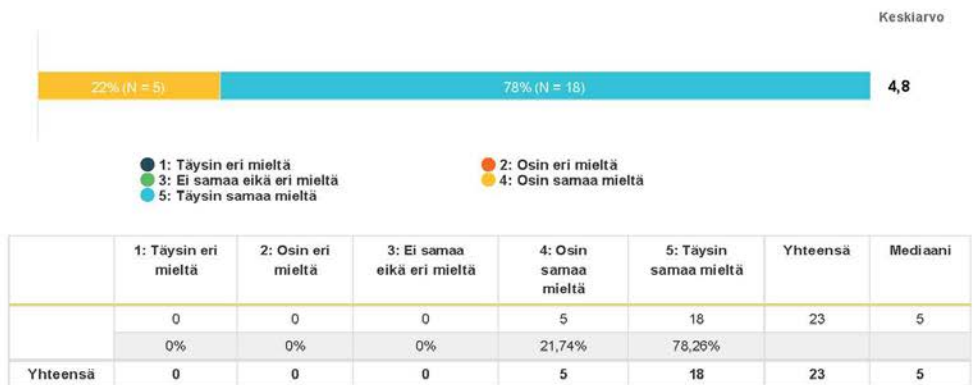 Keskiarvo
22% (N = 5) 78% (N = 18) 4,8
1: Täysin eri mieltä 2: Osin eri mieltä
3: Ei samaa eikä eri mieltä 4: Osin samaa mieltä
5: Täysin samaa mieltä
1: Täysin eri mieltä 2: Osin eri mieltä 3: Ei samaa eikä eri mieltä 4: Osin samaa mieltä 5: Täysin samaa mieltä Yhteensä Mediaani
0 0 0 5 18 23 5
0% 0% 0% 21,74% 78,26%
Yhteensä 0 0 0 5 18 23 5